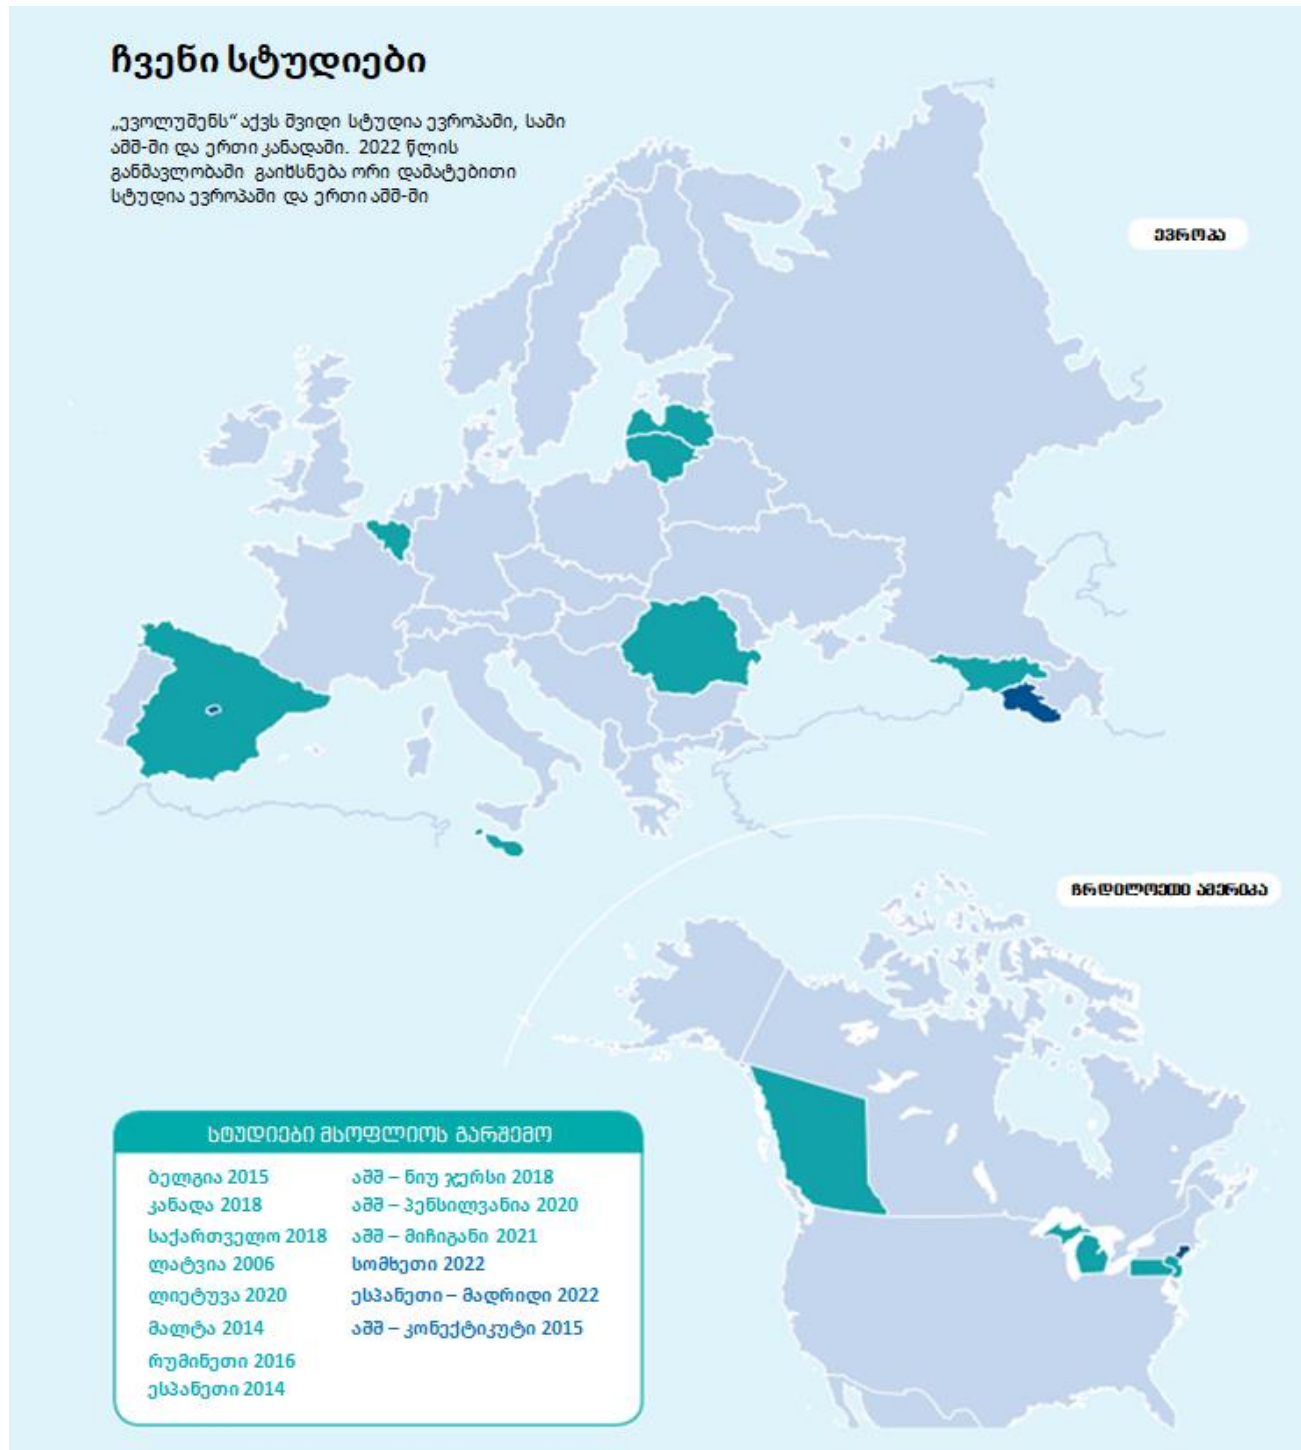 ჩვენი სტუდიები
„ევოლუშენს“ აქვს შვიდი სტუდია ევროპაში, სამი
აშშ-ში და ერთი კანადაში. 2022 წლის
განმავლობაში გაიხსნება ორი დამატებითი
სტუდია ევროპაში და ერთი აშშ-ში
ევროპა
ჩრდილოეთი ამერიკა
სტუდიები მსოფლიოს გარშემო
ბელგია 2015
კანადა 2018
საქართველო 2018
ლატვია 2006
ლიეტუვა 2020
მალტა 2014
რუმინეთი 2016
ესპანეთი 2014
აშშ – ნიუ ჯერსი 2018
აშშ – პენსილვანია 2020
აშშ – მიჩიგანი 2021
სომხეთი 2022
ესპანეთი – მადრიდი 2022
აშშ – კონექტიკუტი 2015